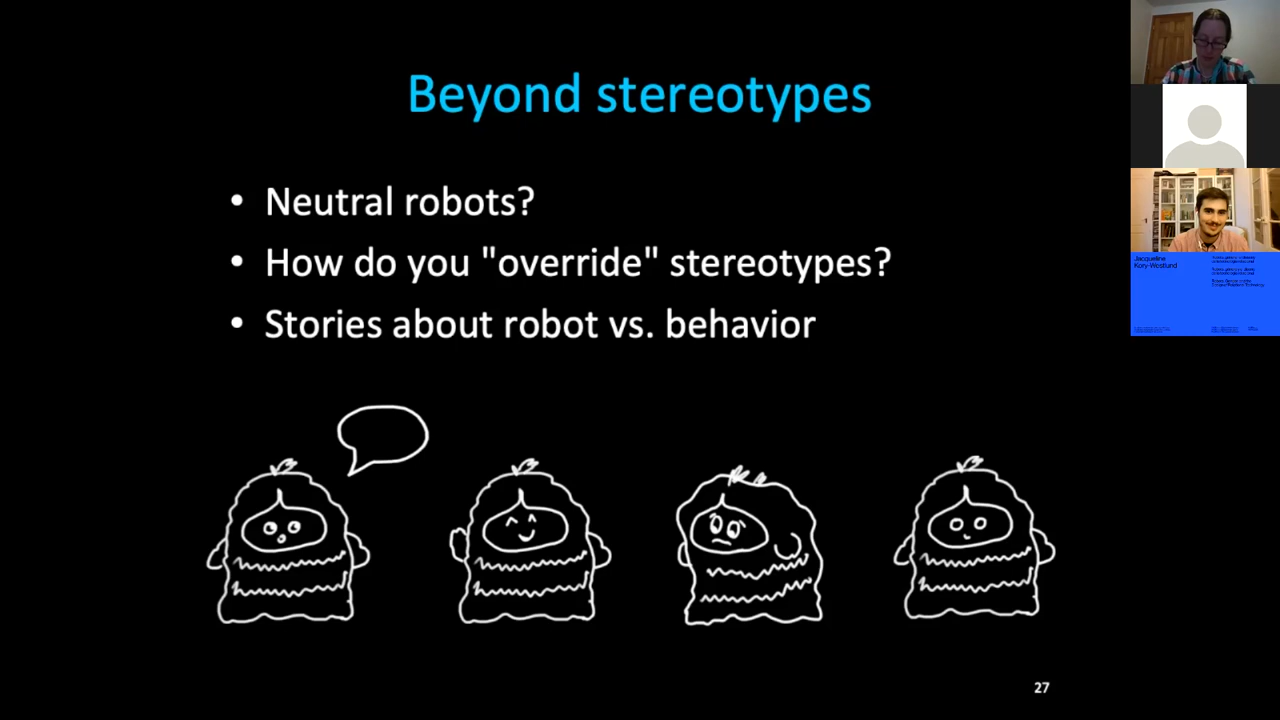 Beyond stereotypes
• Neutral robots?
• How do you "override" stereotypes?
• Stories about robot vs. behavior
27
Jacqueline
Kory-Westlund